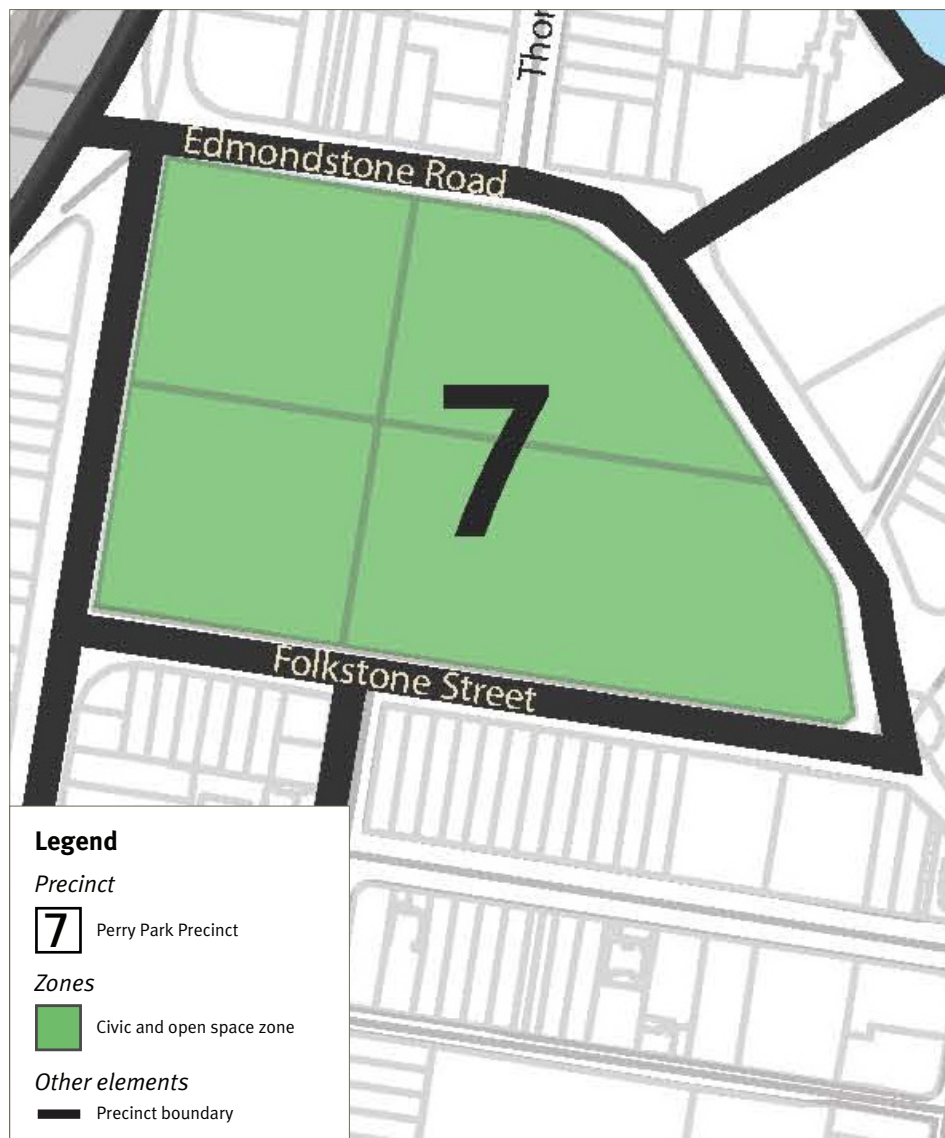 Edmondstone Road
7
Folkstone Street
Legend
Precinct
7 Perry Park Precinct
Zones
Civic and open space zone
Other elements
Precinct boundary